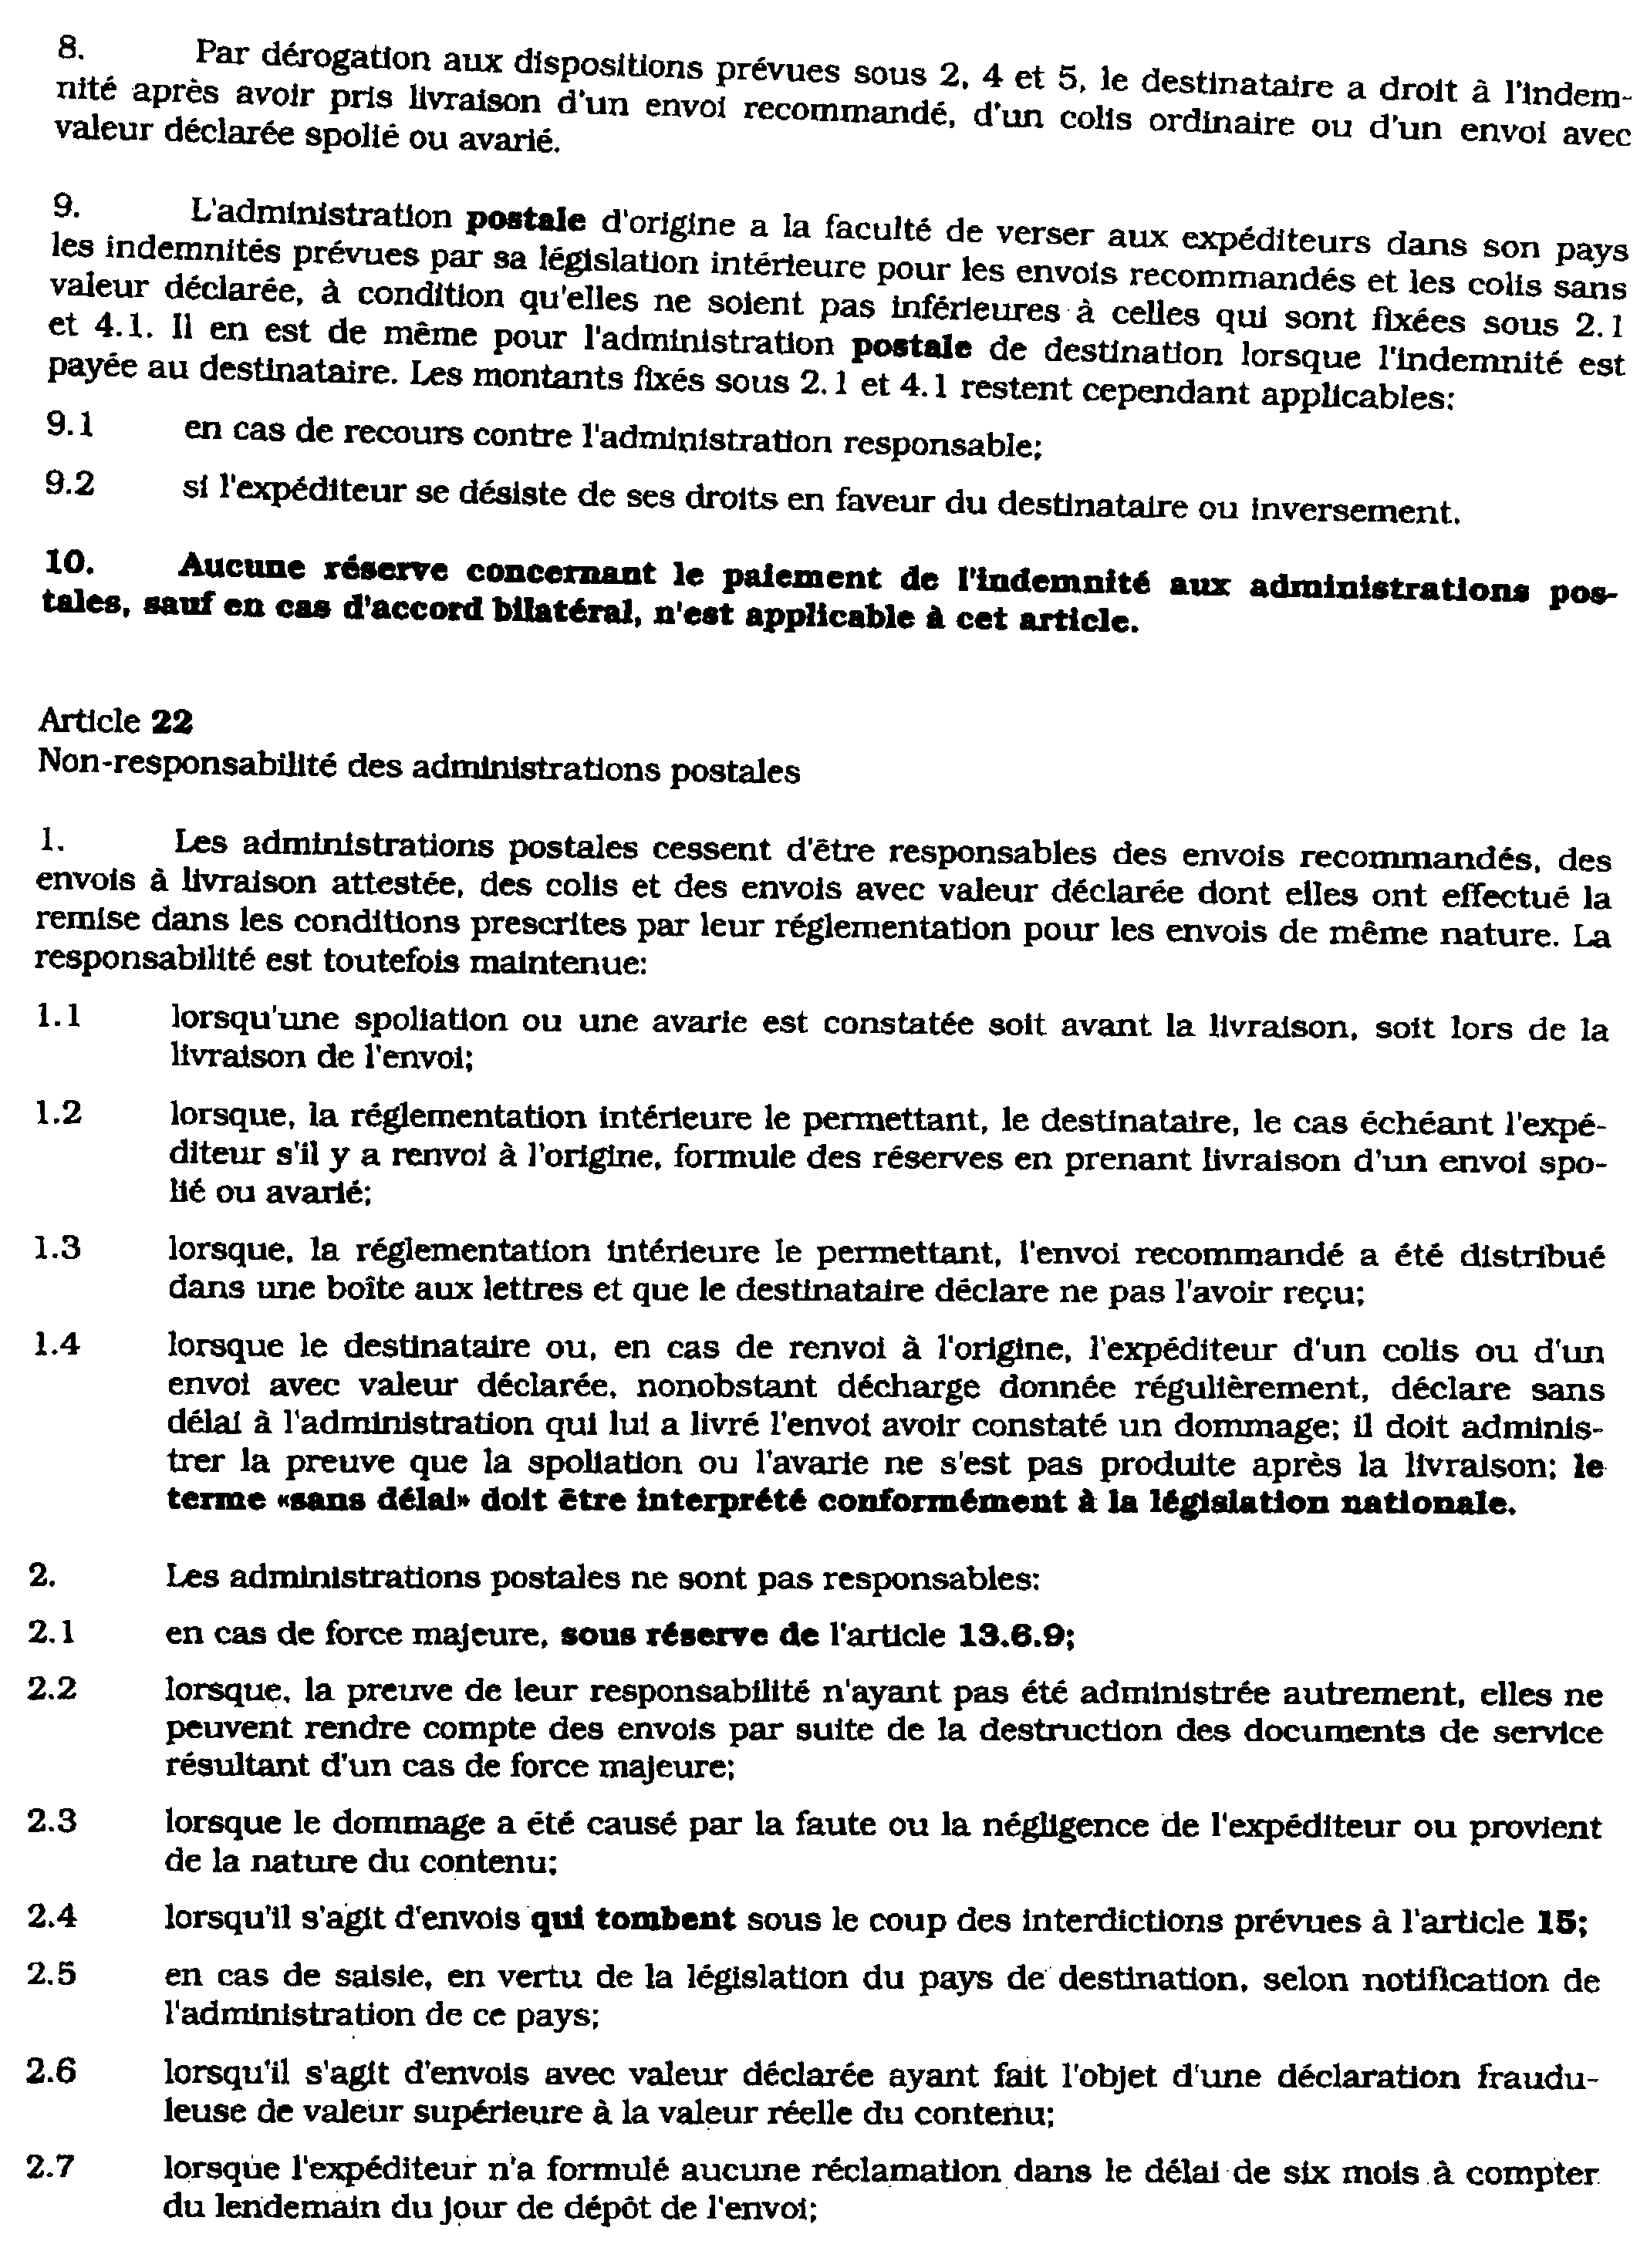 8. Par dérogation aux dispositions prévues sous 2, 4 et 5, le destinataire a droit à l'indem-
nité après avoir pris livraison d'un envoi recommandé, d'un colis ordinaire ou d'un envoi avec
valeur déclarée spolié ou avarié.
9. L'administration postale d'origine a la faculté de verser aux expéditeurs dans son pays
les indemnités prévues par sa législation intérieure pour les envois recommandés et les colis sans
valeur déclarée, à condition qu'elles ne soient pas inférieures à celles qui sont fixées sous 2.1
et 4.1. Il en est de même pour l'administration postale de destination lorsque l'indemnité est
payée au destinataire. Les montants fixés sous 2.1 et 4.1 restent cependant applicables:
9.1 en cas de recours contre l'administration responsable;
9.2 si l'expéditeur se désiste de ses droits en faveur du destinataire ou inversement.
10. Aucune réserve concernant le paiement de l'indemnité aux administrations pos-
tales, sauf en cas d'accord bilatéral, n'est applicable à cet article.
Article 22
Non-responsabilité des administrations postales
1. Les administrations postales cessent d'être responsables des envois recommandés, des
envois à livraison attestée, des colis et des envois avec valeur déclarée dont elles ont effectué la
remise dans les conditions prescrites par leur réglementation pour les envois de même nature. La
responsabilité est toutefois maintenue:
1.1 lorsqu'une spoliation ou une avarie est constatée soit avant la livraison, soit lors de la
livraison de l'envoi;
1.2 lorsque, la réglementation intérieure le permettant, le destinataire, le cas échéant l'expé-
diteur s'il y a renvoi à l'origine, formule des réserves en prenant livraison d'un envoi spo-
lié ou avarié;
1.3 lorsque, la réglementation intérieure le permettant, l'envoi recommandé a été distribué
dans une boîte aux lettres et que le destinataire déclare ne pas l'avoir reçu;
1.4 lorsque le destinataire ou, en cas de renvoi à l'origine, l'expéditeur d'un colis ou d'un
envoi avec valeur déclarée, nonobstant décharge donnée régulièrement, déclare sans
délai à l'administration qui lui a livré l'envoi avoir constaté un dommage; il doit adminis-
trer la preuve que la spoliation ou l'avarie ne s'est pas produite après la livraison; le
terme «sans délai» doit être interprété conformément à la législation nationale.
2. Les administrations postales ne sont pas responsables:
2.1 en cas de force majeure, sous réserve de l'article 13.6.9;
2.2 lorsque, la preuve de leur responsabilité n'ayant pas été administrée autrement, elles ne
peuvent rendre compte des envois par suite de la destruction des documents de service
résultant d'un cas de force majeure;
2.3 lorsque le dommage a été causé par la faute ou la négligence de l'expéditeur ou provient
de la nature du contenu;
2.4 lorsqu'il s'agit d'envois qui tombent sous le coup des interdictions prévues à l'article 15;
2.5 en cas de saisie, en vertu de la législation du pays de destination, selon notification de
l'administration de ce pays;
2.6 lorsqu'il s'agit d'envois avec valeur déclarée ayant fait l'objet d'une déclaration fraudu-
leuse de valeur supérieure à la valeur réelle du contenu;
2.7 lorsque l'expéditeur n'a formulé aucune réclamation dans le délai de six mois à compter
du lendemain du jour de dépôt de l'envoi;